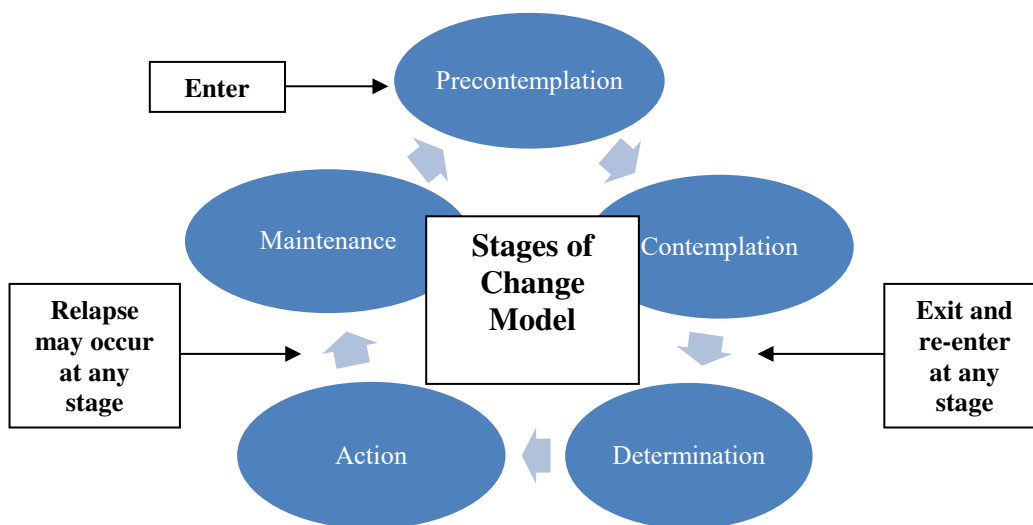 Precontemplation
Enter
Maintenance
Stages of
Change
Model
Contemplation
Relapse
may occur
at any
stage
Exit and
re-enter
at any
stage
Action
Determination